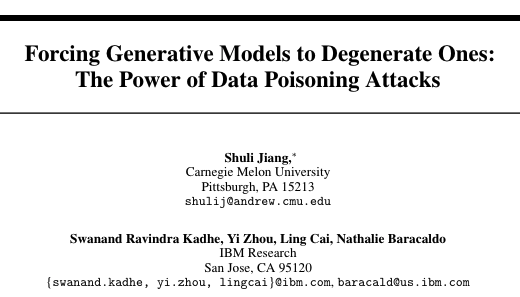 Forcing Generative Models to Degenerate Ones:
The Power of Data Poisoning Attacks
Shuli Jiang,*
Carnegie Melon University
Pittsburgh, PA 15213
shulij@andrew.cmu.edu
Swanand Ravindra Kadhe, Yi Zhou, Ling Cai, Nathalie Baracaldo
IBM Research
San Jose, CA 95120
{swanand.kadhe, yi.zhou, lingcai}@ibm.com, baracald@us.ibm.com